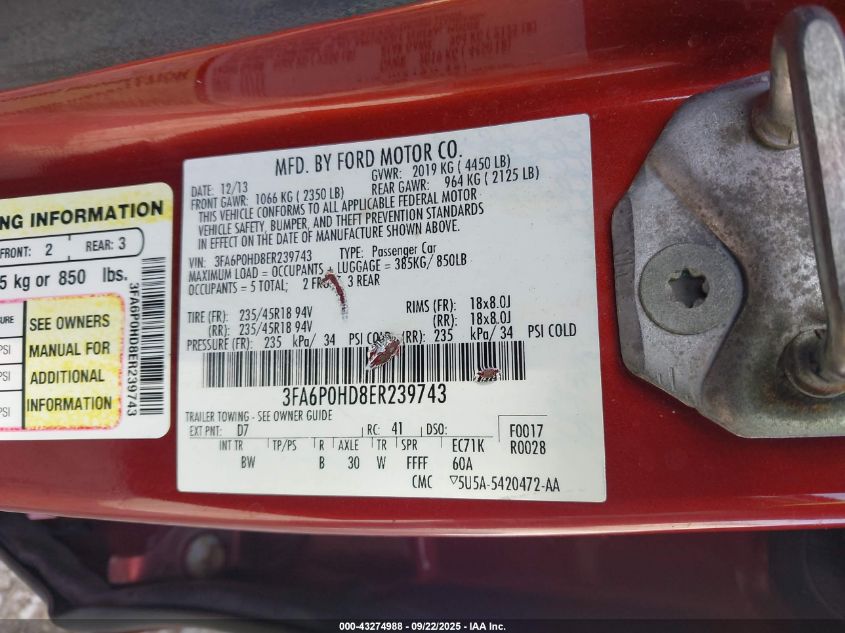 MFD. BY FORD MOTOR CO.
DATE: 12/13
GVWR: 2019 KG ( 4450 LB)
FRONT GAWR: 1066 KG ( 2350 LB)
REAR GAWR: 964 KG ( 2125 LB)
THIS VEHICLE CONFORMS TO ALL APPLICABLE FEDERAL MOTOR
VEHICLE SAFETY, BUMPER, AND THEFT PREVENTION STANDARDS
IN EFFECT ON THE DATE OF MANUFACTURE SHOWN ABOVE.
VIN: 3FA6P0HD8ER239743 TYPE: Passenger Car
MAXIMUM LOAD = OCCUPANTS LUGGAGE = 385KG/ 850LB
OCCUPANTS = 5 TOTAL; 2 3 REAR
TIRE (FR): 235/45R18 94V RIMS (FR): 18x8.0J
(RR): 235/45R18 94V (RR): 18x8.0J
PRESSURE (FR): 235 kPa/ 34 PSI COLD (RR): 235 kPa/ 34 PSI COLD
3FA6P0HD8ER239743
TRAILER TOWING - SEE OWNER GUIDE
EXT PNT: D7 RC: 41 DSO: F0017
INT TR TP/PS R AXLE TR SPR EC71K R0028
BW B 30 W FFFF 60A
CMC ▽5U5A-5420472-AA
NG INFORMATION
FRONT: 2 REAR: 3
5 kg or 850 lbs.
SEE OWNERS
MANUAL FOR
ADDITIONAL
INFORMATION
3FA6P0HD8ER239743
000-43274988 - 09/22/2025 - IAA Inc.